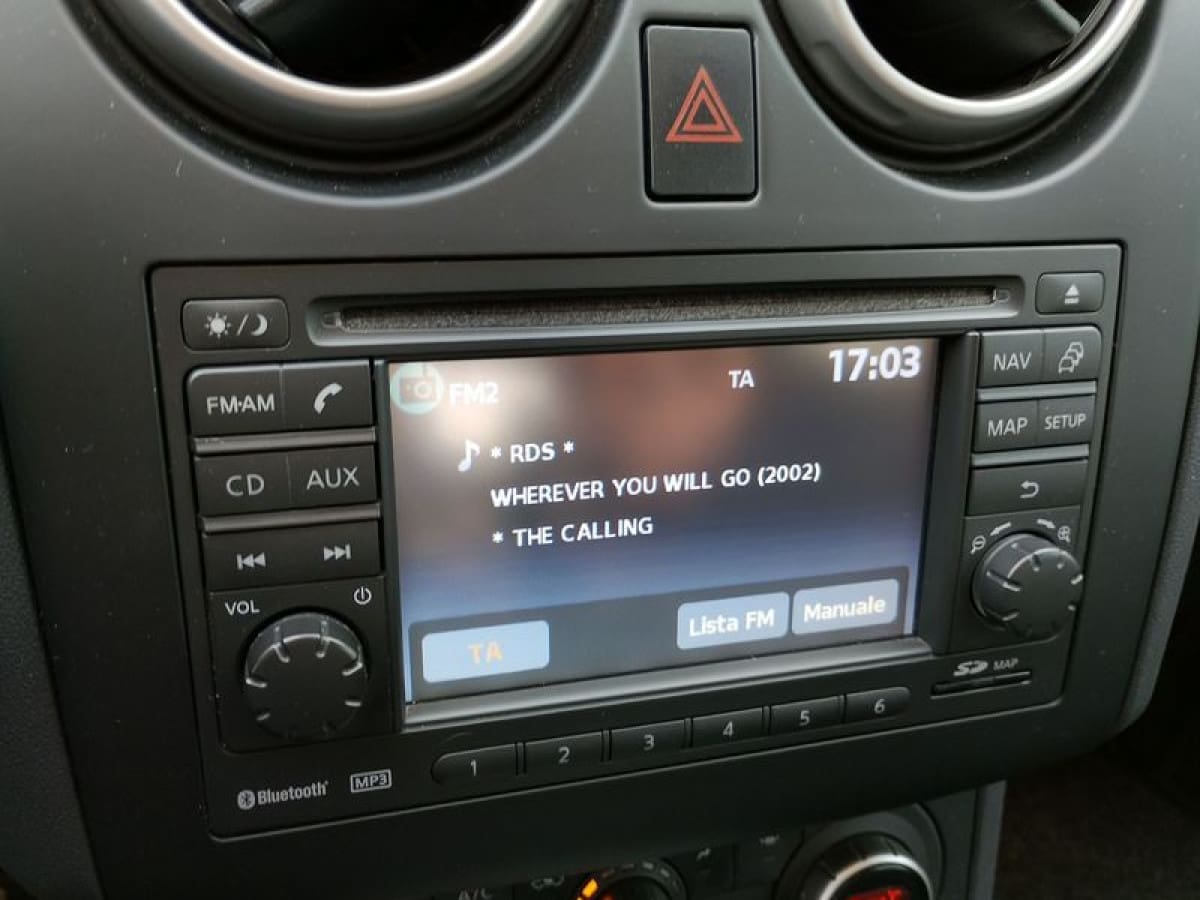 FM2 TA 17:03
FM·AM
NAV
CD AUX
MAP SETUP
* RDS *
WHEREVER YOU WILL GO (2002)
* THE CALLING
VOL
TA Lista FM Manuale
SD MAP
1 2 3 4 5 6
Bluetooth MP3
A/C